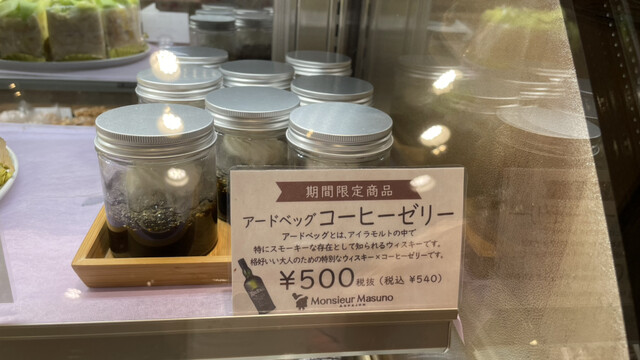 期間限定商品
アードベッグ コーヒーゼリー
アードベッグとは、アイラモルトの中で
特にスモーキーな存在として知られるウィスキーです。
格好いい大人のための特別なウィスキー×コーヒーゼリーです。
¥500 税抜 (税込 ¥540)
Monsieur Masuno